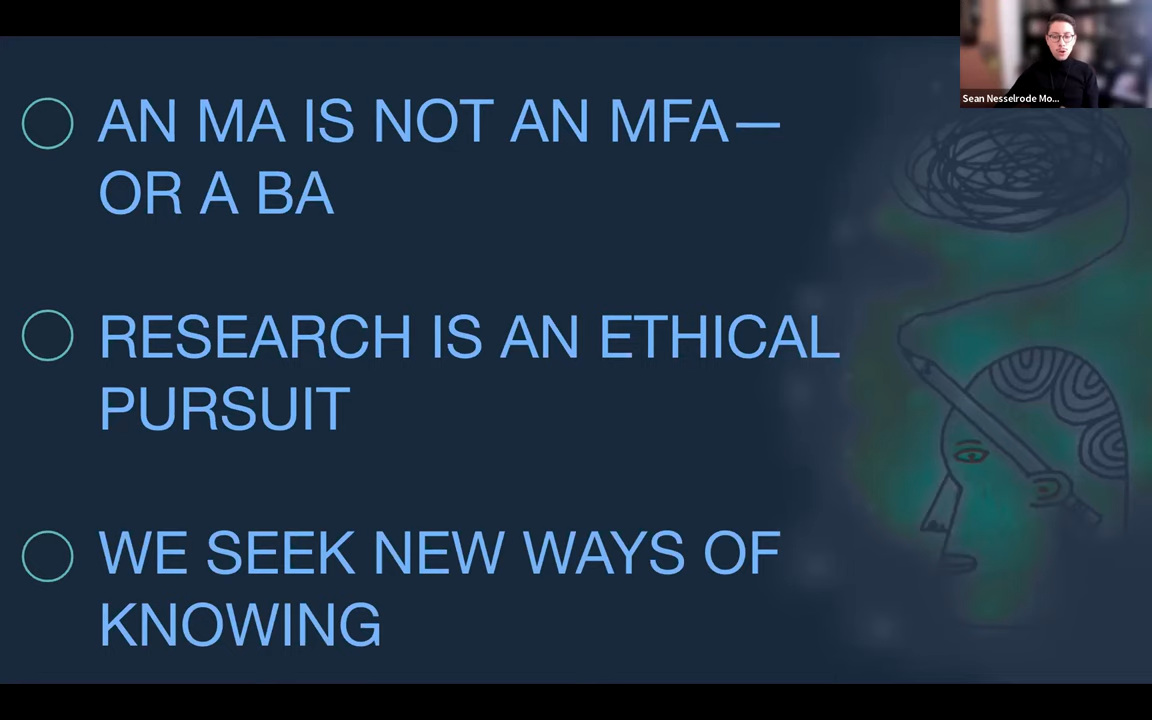 Sean Nesselrode Mo...
AN MA IS NOT AN MFA—
OR A BA
RESEARCH IS AN ETHICAL
PURSUIT
WE SEEK NEW WAYS OF
KNOWING